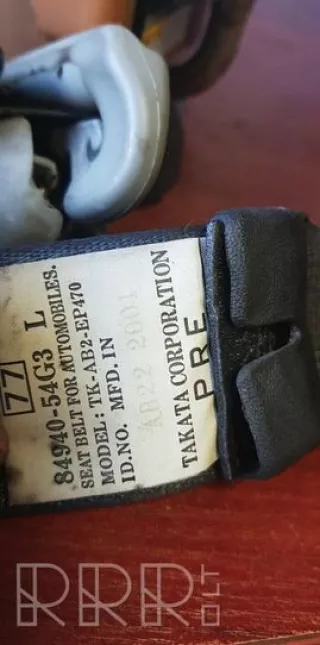 77
84940-54G3 L
SEAT BELT FOR AUTOMOBILES.
MODEL: TK-AB2-EP470
ID.NO. MFD. IN
AB22 2001
TAKATA CORPORATION
PRE
RRR.LT